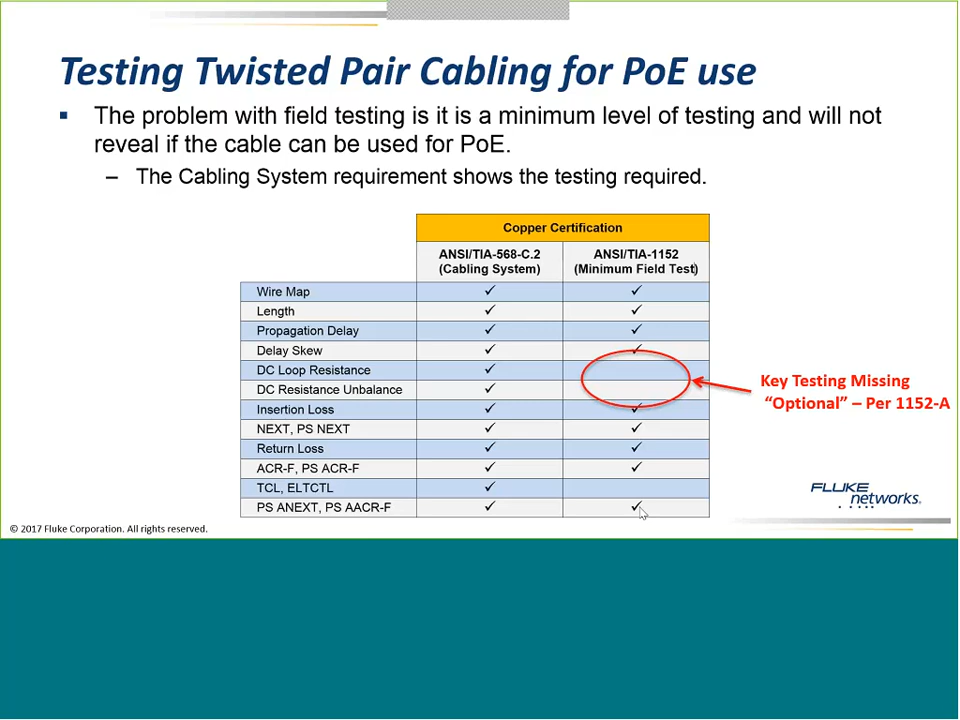 Testing Twisted Pair Cabling for PoE use
▪ The problem with field testing is it is a minimum level of testing and will not
reveal if the cable can be used for PoE.
– The Cabling System requirement shows the testing required.
Copper Certification
ANSI/TIA-568-C.2 ANSI/TIA-1152
(Cabling System) (Minimum Field Test)
Wire Map ✓ ✓
Length ✓ ✓
Propagation Delay ✓ ✓
Delay Skew ✓ ✓
DC Loop Resistance ✓
DC Resistance Unbalance ✓
Insertion Loss ✓ ✓
NEXT, PS NEXT ✓ ✓
Return Loss ✓ ✓
ACR-F, PS ACR-F ✓ ✓
TCL, ELTCTL ✓
PS ANEXT, PS AACR-F ✓ ✓
Key Testing Missing
“Optional” – Per 1152-A
FLUKE
networks.
© 2017 Fluke Corporation. All rights reserved.